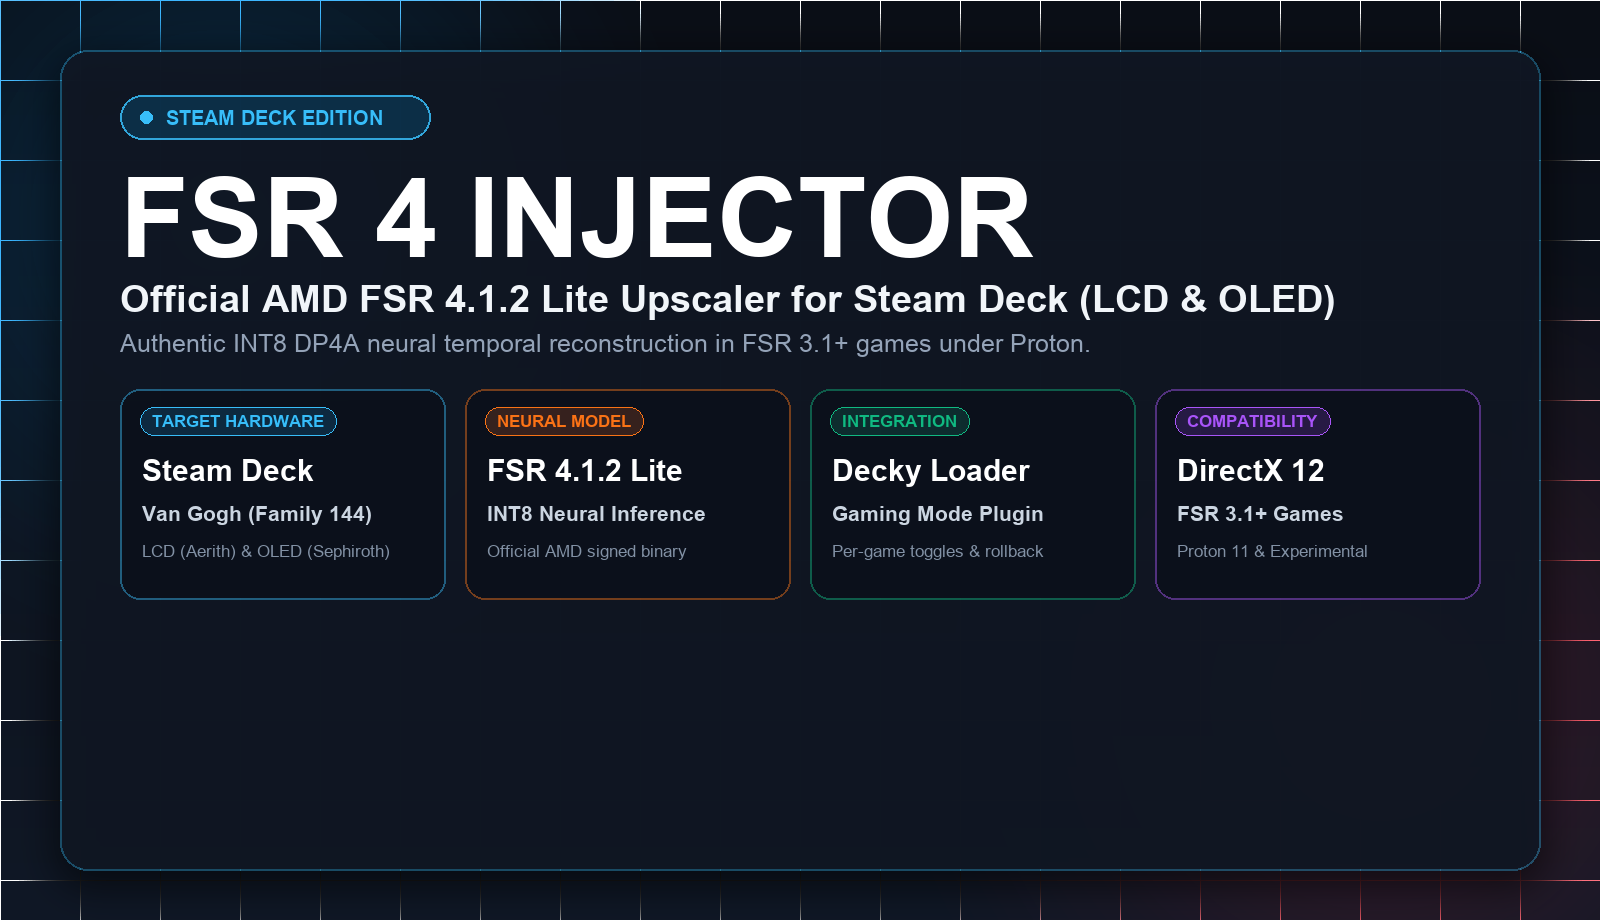 STEAM DECK EDITION
FSR 4 INJECTOR
Official AMD FSR 4.1.2 Lite Upscaler for Steam Deck (LCD & OLED)
Authentic INT8 DP4A neural temporal reconstruction in FSR 3.1+ games under Proton.
TARGET HARDWARE
Steam Deck
Van Gogh (Family 144)
LCD (Aerith) & OLED (Sephiroth)
NEURAL MODEL
FSR 4.1.2 Lite
INT8 Neural Inference
Official AMD signed binary
INTEGRATION
Decky Loader
Gaming Mode Plugin
Per-game toggles & rollback
COMPATIBILITY
DirectX 12
FSR 3.1+ Games
Proton 11 & Experimental